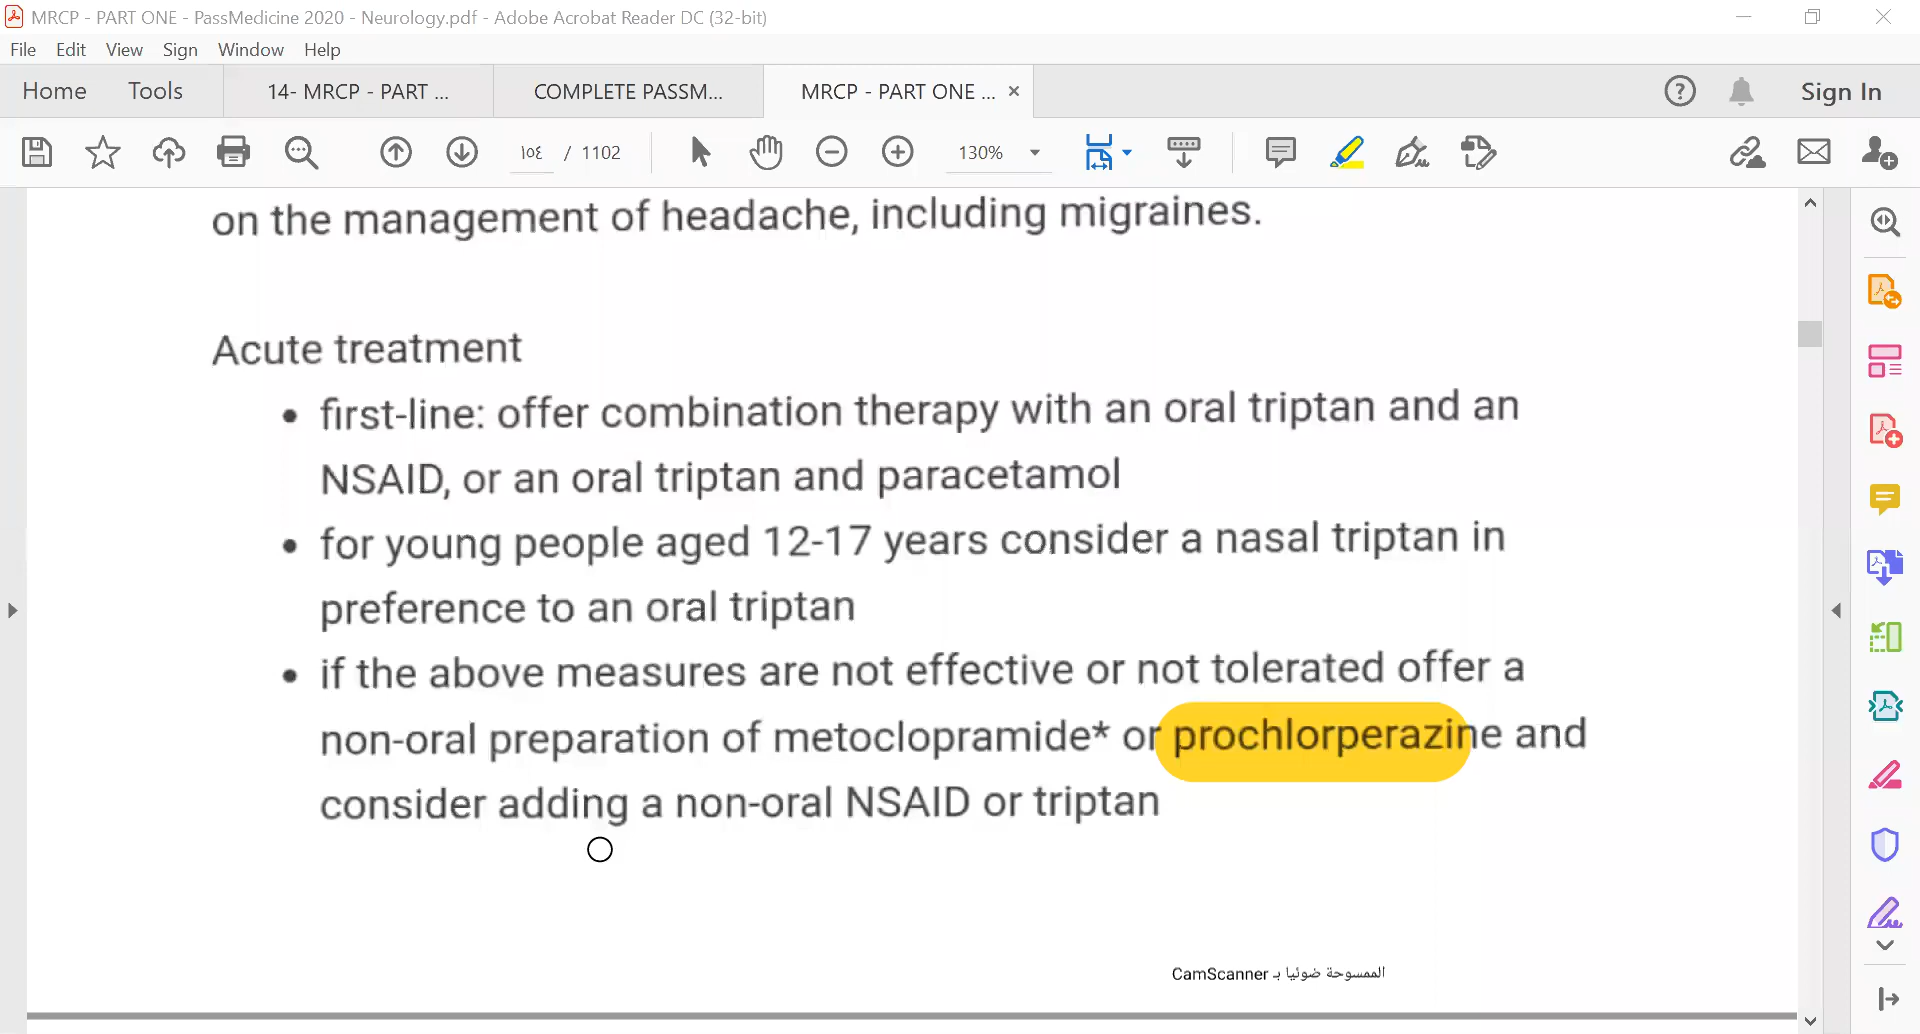 MRCP - PART ONE - PassMedicine 2020 - Neurology.pdf - Adobe Acrobat Reader DC (32-bit)
File Edit View Sign Window Help
Home Tools 14- MRCP - PART ... COMPLETE PASSM... MRCP - PART ONE ... Sign In
١٥٤ / 1102 130%
on the management of headache, including migraines.
Acute treatment
• first-line: offer combination therapy with an oral triptan and an
NSAID, or an oral triptan and paracetamol
• for young people aged 12-17 years consider a nasal triptan in
preference to an oral triptan
• if the above measures are not effective or not tolerated offer a
non-oral preparation of metoclopramide* or prochlorperazine and
consider adding a non-oral NSAID or triptan
الممسوحة ضوئيا بـ CamScanner